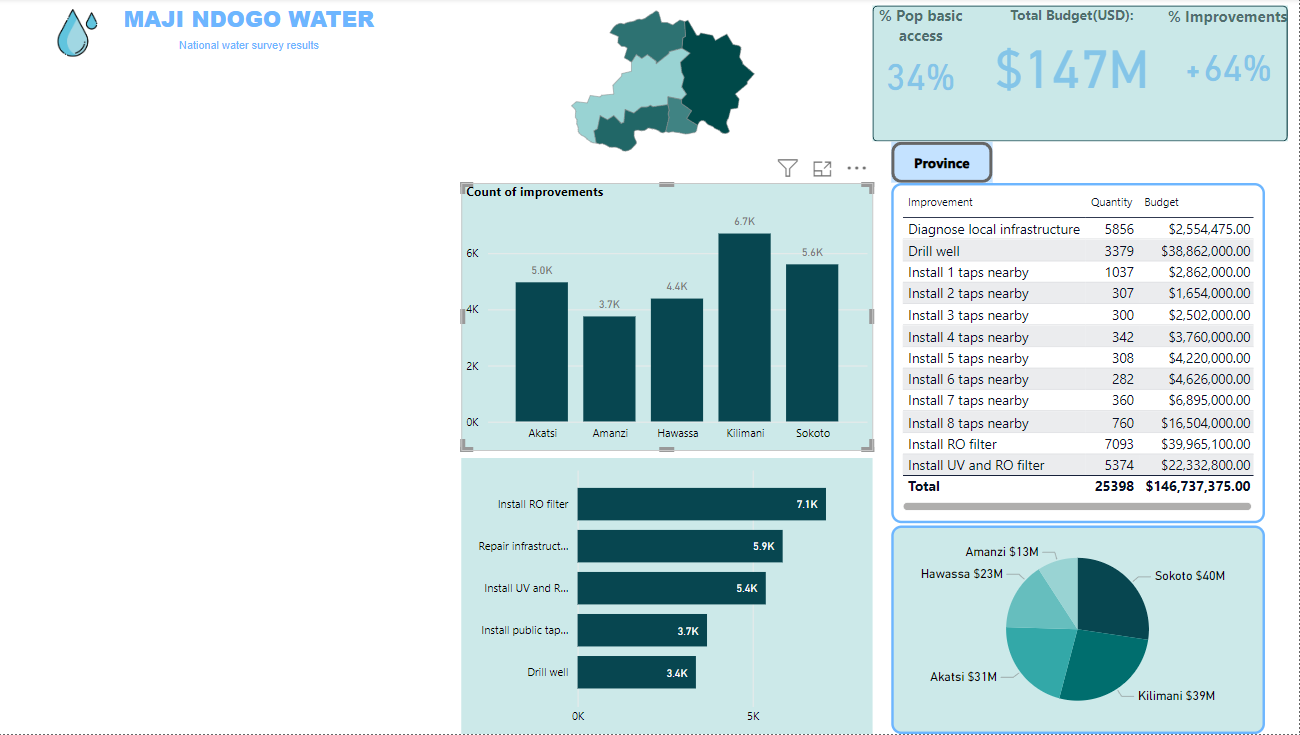 MAJI NDOGO WATER
National water survey results
% Pop basic access
34%
Total Budget(USD):
$147M
% Improvements
+64%
Province
Count of improvements
6K
4K
2K
0K
5.0K
3.7K
4.4K
6.7K
5.6K
Akatsi Amanzi Hawassa Kilimani Sokoto
Improvement Quantity Budget
Diagnose local infrastructure 5856 $2,554,475.00
Drill well 3379 $38,862,000.00
Install 1 taps nearby 1037 $2,862,000.00
Install 2 taps nearby 307 $1,654,000.00
Install 3 taps nearby 300 $2,502,000.00
Install 4 taps nearby 342 $3,760,000.00
Install 5 taps nearby 308 $4,220,000.00
Install 6 taps nearby 282 $4,626,000.00
Install 7 taps nearby 360 $6,895,000.00
Install 8 taps nearby 760 $16,504,000.00
Install RO filter 7093 $39,965,100.00
Install UV and RO filter 5374 $22,332,800.00
Total 25398 $146,737,375.00
Install RO filter 7.1K
Repair infrastruct... 5.9K
Install UV and R... 5.4K
Install public tap... 3.7K
Drill well 3.4K
0K 5K
Amanzi $13M
Hawassa $23M
Sokoto $40M
Akatsi $31M
Kilimani $39M